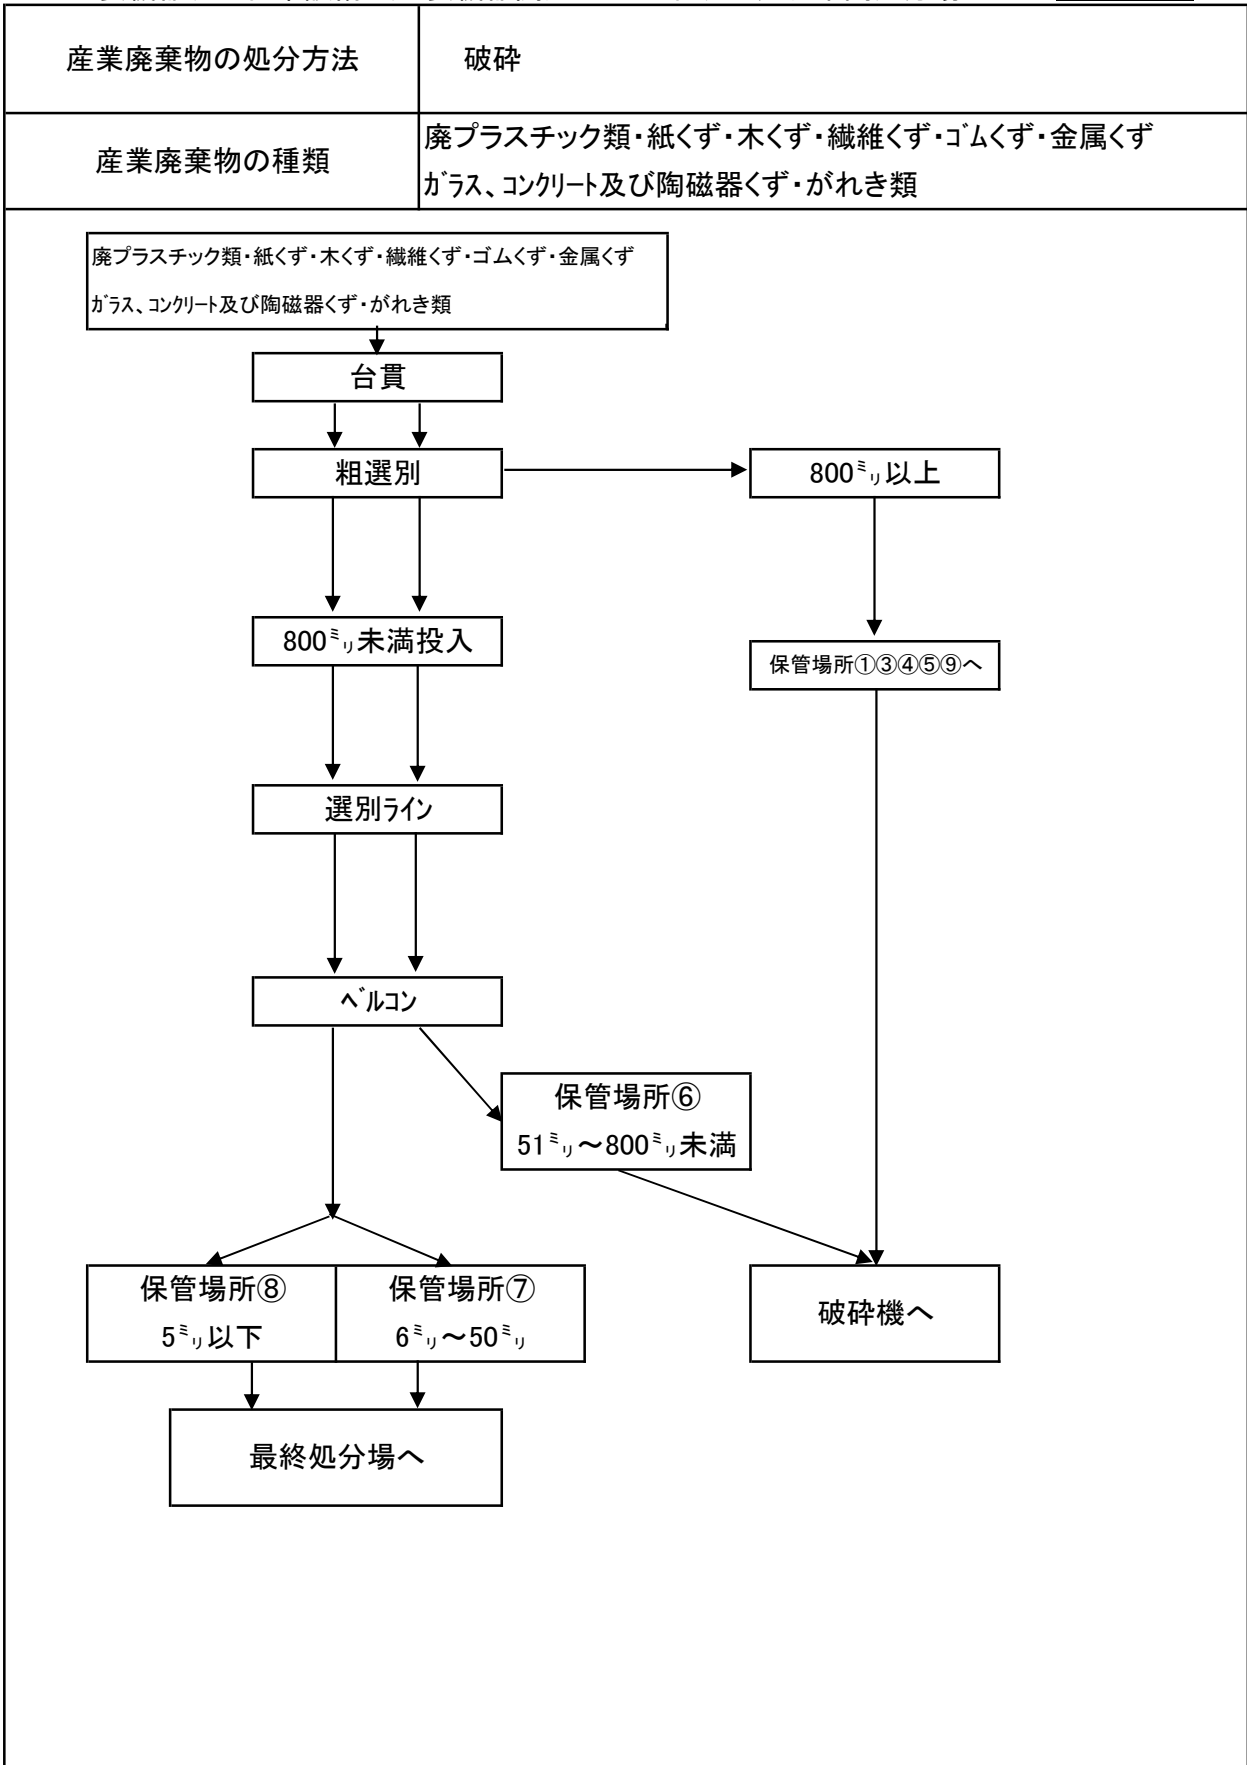 産業廃棄物の処分方法
破砕
産業廃棄物の種類
廃プラスチック類・紙くず・木くず・繊維くず・ｺﾞﾑくず・金属くず
ｶﾞﾗｽ、ｺﾝｸﾘｰﾄ及び陶磁器くず・がれき類
廃プラスチック類・紙くず・木くず・繊維くず・ゴムくず・金属くず
ｶﾞﾗｽ、ｺﾝｸﾘｰﾄ及び陶磁器くず・がれき類
台貫
粗選別
800㍉以上
800㍉未満投入
保管場所①③④⑤⑨へ
選別ﾗｲﾝ
ﾍﾞﾙｺﾝ
保管場所⑥
51㍉～800㍉未満
保管場所⑧
5㍉以下
保管場所⑦
6㍉～50㍉
破砕機へ
最終処分場へ